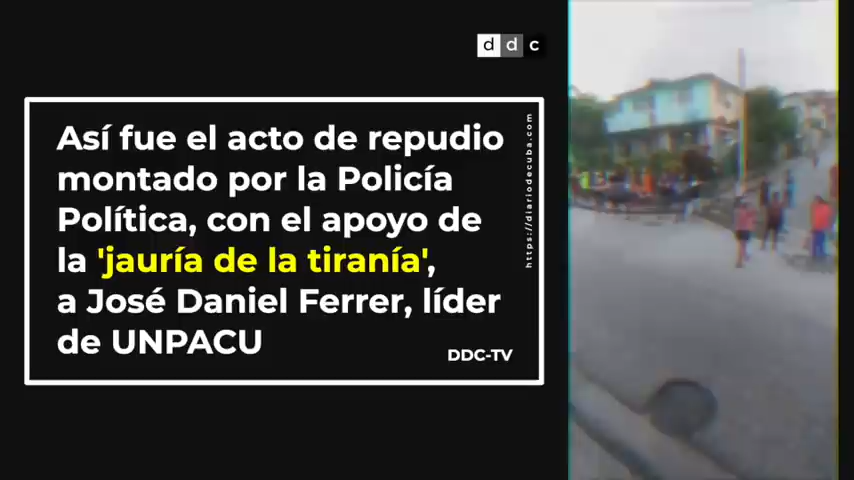 ddc
Así fue el acto de repudio
montado por la Policía
Política, con el apoyo de
la 'jauría de la tiranía',
a José Daniel Ferrer, líder
de UNPACU
DDC-TV
https://diariodecuba.com